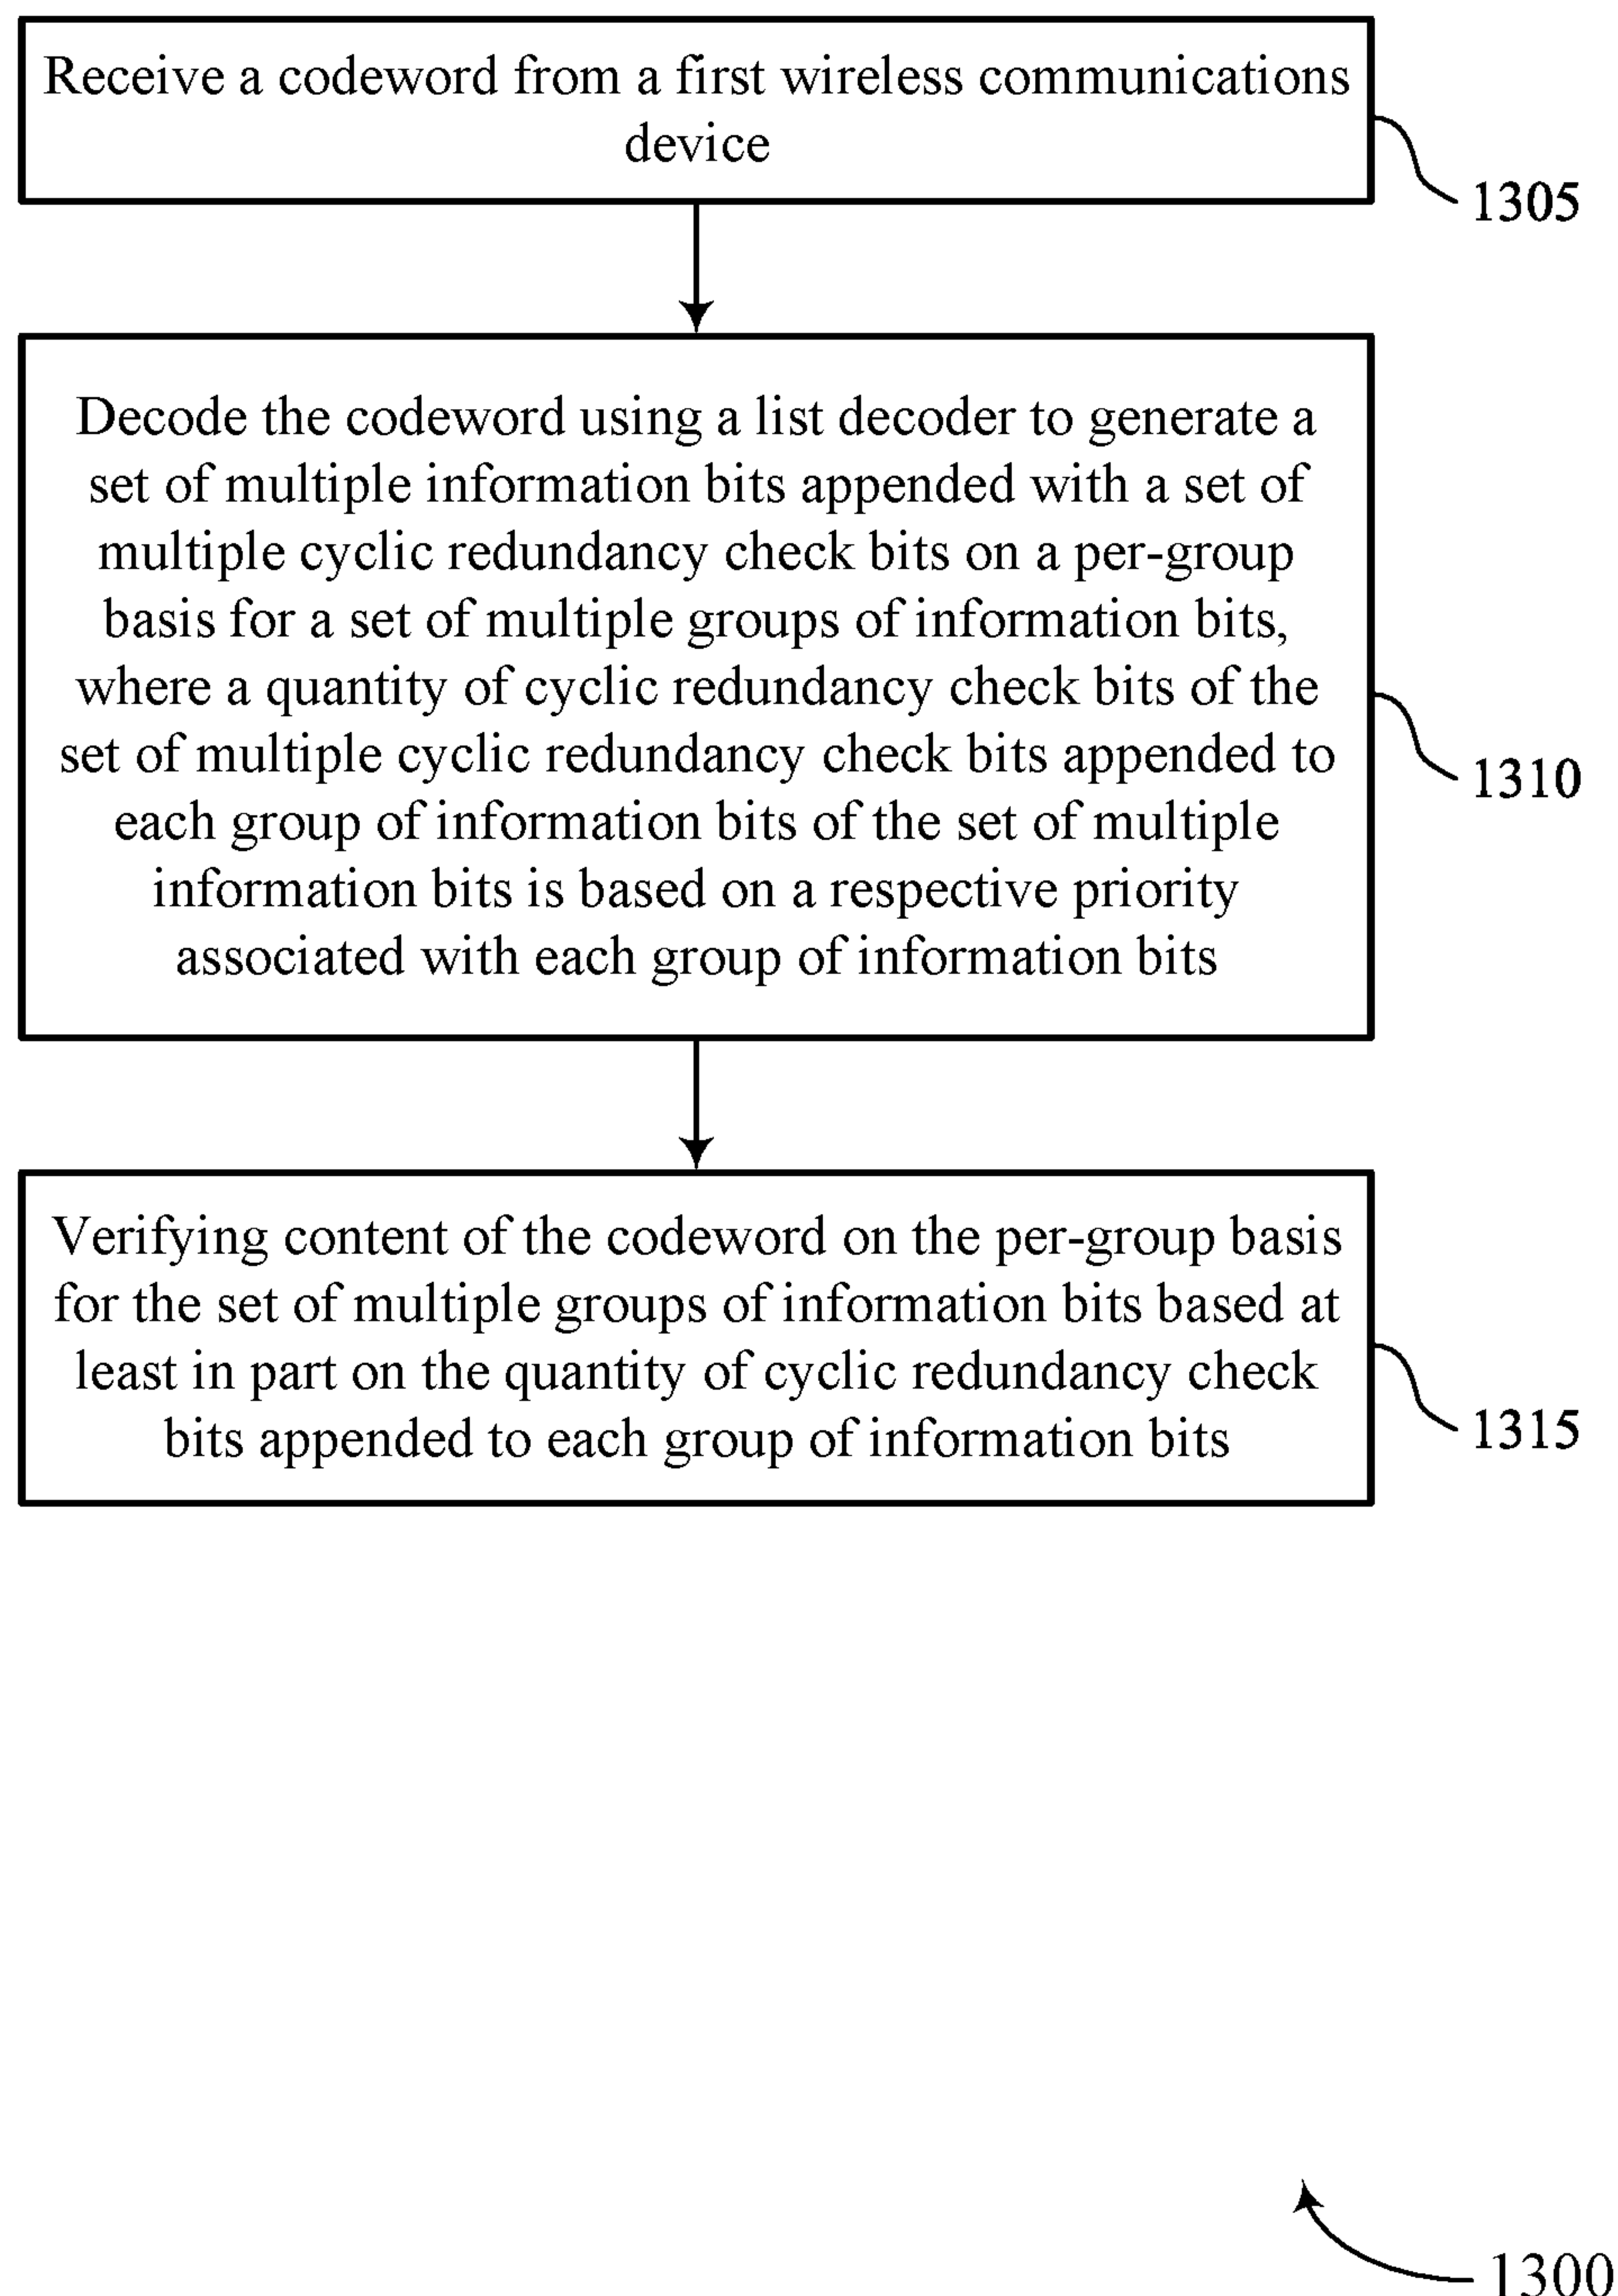 Receive a codeword from a first wireless communications
device
1305
Decode the codeword using a list decoder to generate a
set of multiple information bits appended with a set of
multiple cyclic redundancy check bits on a per-group
basis for a set of multiple groups of information bits,
where a quantity of cyclic redundancy check bits of the
set of multiple cyclic redundancy check bits appended to
each group of information bits of the set of multiple
information bits is based on a respective priority
associated with each group of information bits
1310
Verifying content of the codeword on the per-group basis
for the set of multiple groups of information bits based at
least in part on the quantity of cyclic redundancy check
bits appended to each group of information bits
1315
1300